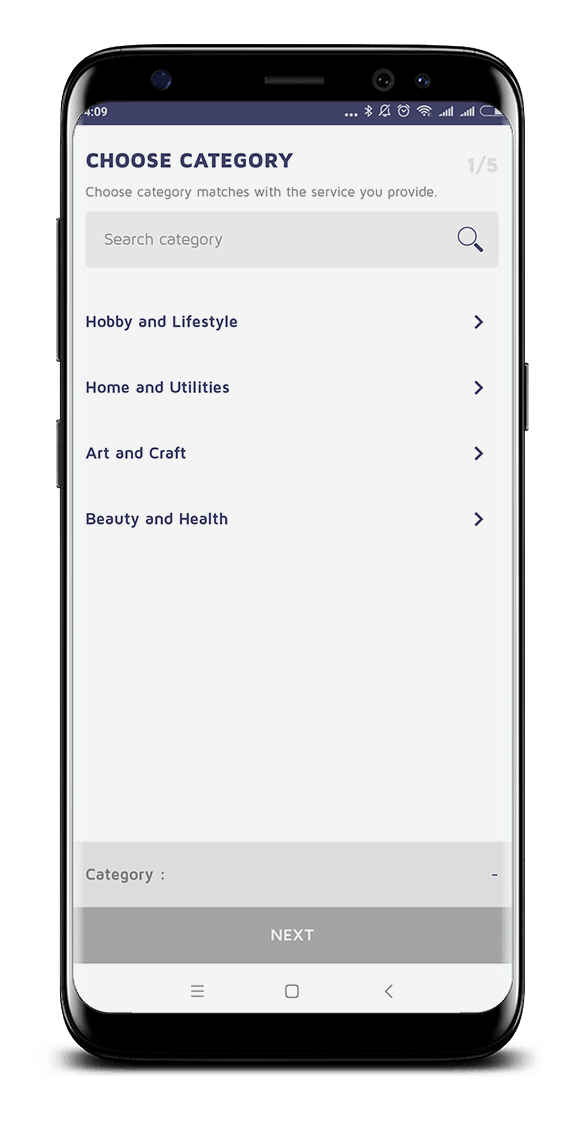 4:09
CHOOSE CATEGORY
1/5
Choose category matches with the service you provide.
Search category
Hobby and Lifestyle
Home and Utilities
Art and Craft
Beauty and Health
Category : -
NEXT